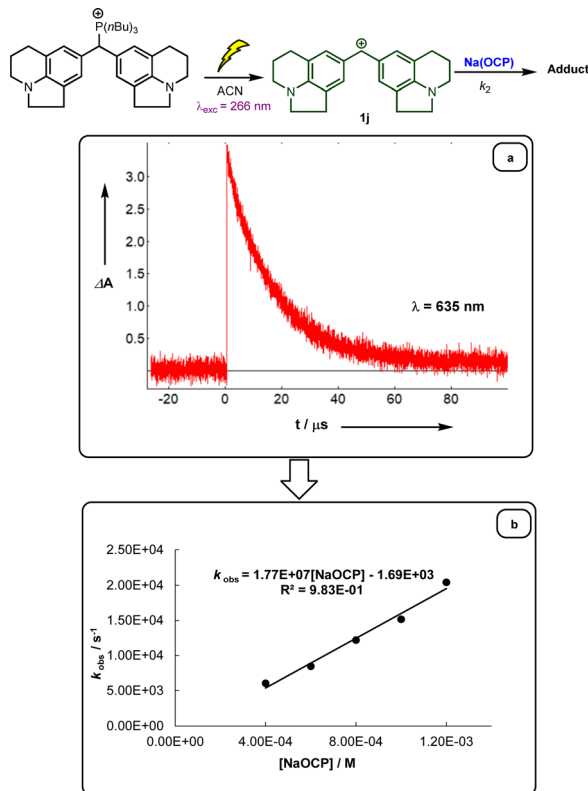 ⊕
P(nBu)3
N
N
ACN
λexc = 266 nm
⊕
N
N
1j
Na(OCP)
k2
Adduct
a
3.0
2.5
2.0
1.5
1.0
0.5
ΔA
λ = 635 nm
-20 0 20 40 60 80
t / μs
b
2.50E+04
2.00E+04
1.50E+04
1.00E+04
5.00E+03
0.00E+00
k obs / s-1
k obs = 1.77E+07[NaOCP] - 1.69E+03
R² = 9.83E-01
0.00E+00 4.00E-04 8.00E-04 1.20E-03
[NaOCP] / M